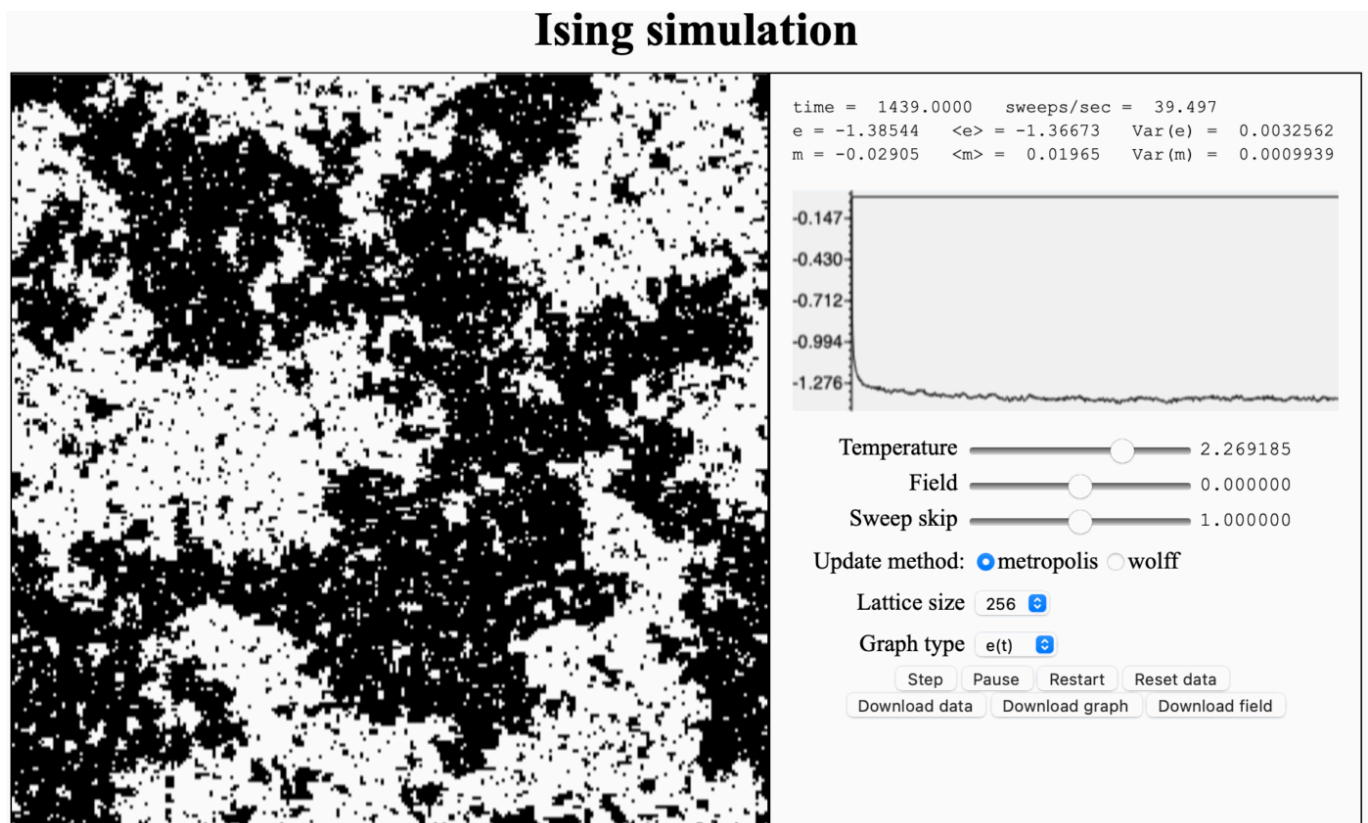 Ising simulation
time = 1439.0000 sweeps/sec = 39.497
e = -1.38544 <e> = -1.36673 Var(e) = 0.0032562
m = -0.02905 <m> = 0.01965 Var(m) = 0.0009939
-0.147
-0.430
-0.712
-0.994
-1.276
Temperature 2.269185
Field 0.000000
Sweep skip 1.000000
Update method: metropolis wolff
Lattice size 256
Graph type e(t)
Step Pause Restart Reset data
Download data Download graph Download field